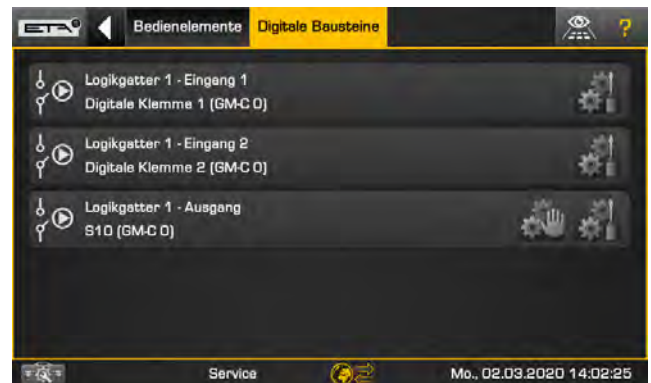 ETA
Bedienelemente
Digitale Bausteine
?
Logikgatter 1 - Eingang 1
Digitale Klemme 1 (GM-C 0)
Logikgatter 1 - Eingang 2
Digitale Klemme 2 (GM-C 0)
Logikgatter 1 - Ausgang
S10 (GM-C 0)
Service
Mo., 02.03.2020 14:02:25